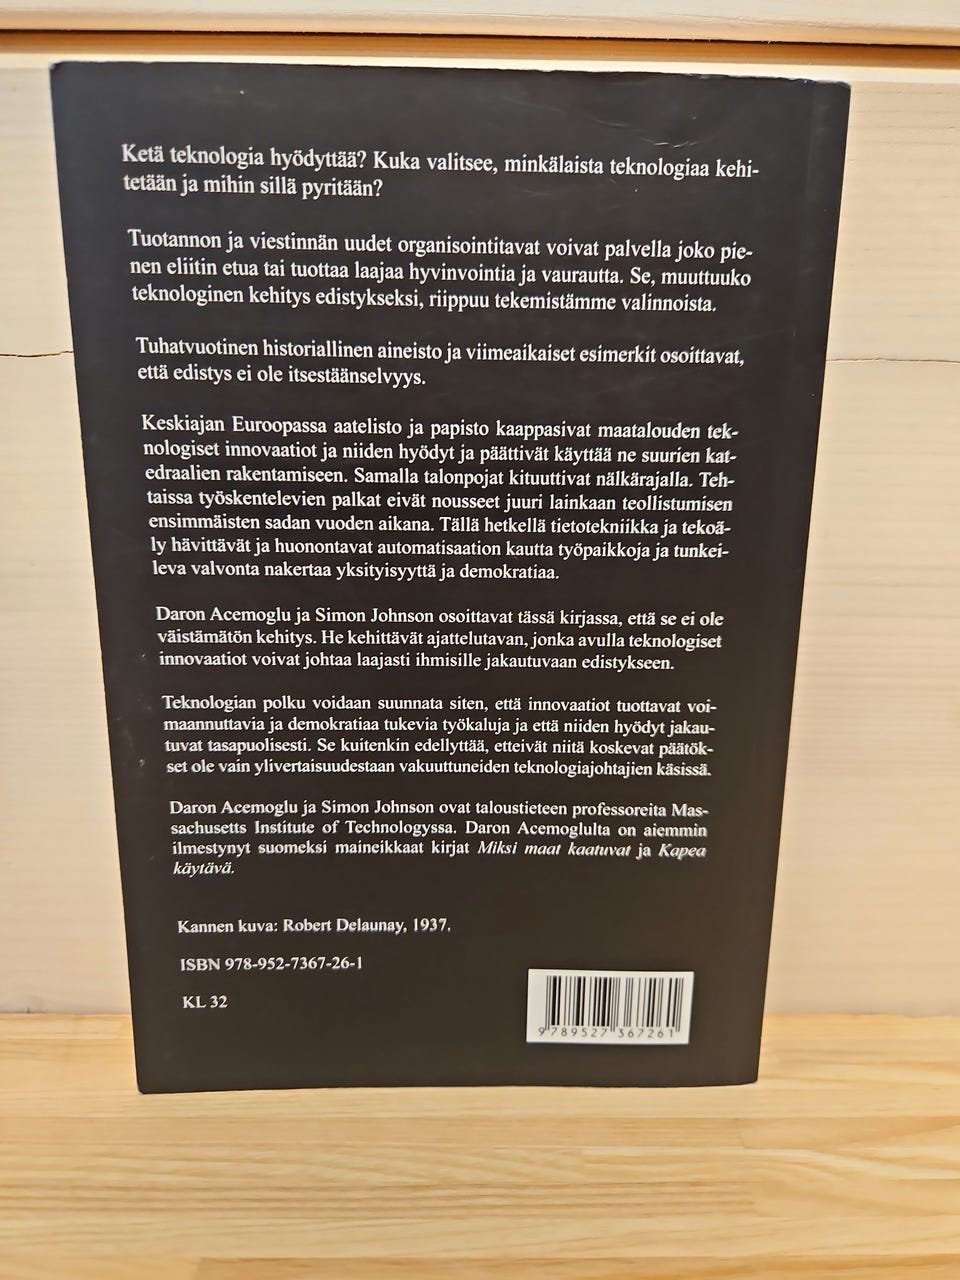 Ketä teknologia hyödyttää? Kuka valitsee, minkälaista teknologiaa kehi-
tetään ja mihin sillä pyritään?
Tuotannon ja viestinnän uudet organisointitavat voivat palvella joko pie-
nen eliitin etua tai tuottaa laajaa hyvinvointia ja vaurautta. Se, muuttuuko
teknologinen kehitys edistykseksi, riippuu tekemistämme valinnoista.
Tuhatvuotinen historiallinen aineisto ja viimeaikaiset esimerkit osoittavat,
että edistys ei ole itsestäänselvyys.
Keskiajan Euroopassa aatelisto ja papisto kaappasivat maatalouden tek-
nologiset innovaatiot ja niiden hyödyt ja päättivät käyttää ne suurien kat-
edraalien rakentamiseen. Samalla talonpojat kituuttivat nälkärajalla. Teh-
taissa työskentelevien palkat eivät nousseet juuri lainkaan teollistumisen
ensimmäisten sadan vuoden aikana. Tällä hetkellä tietotekniikka ja tekoä-
ly hävittävät ja huonontavat automatisaation kautta työpaikkoja ja tunkei-
leva valvonta nakertaa yksityisyyttä ja demokratiaa.
Daron Acemoglu ja Simon Johnson osoittavat tässä kirjassa, että se ei ole
väistämätön kehitys. He kehittävät ajattelutavan, jonka avulla teknologiset
innovaatiot voivat johtaa laajasti ihmisille jakautuvaan edistykseen.
Teknologian polku voidaan suunnata siten, että innovaatiot tuottavat voi-
maannuttavia ja demokratiaa tukevia työkaluja ja että niiden hyödyt jakau-
tuvat tasapuolisesti. Se kuitenkin edellyttää, etteivät niitä koskevat päätök-
set ole vain ylivertaisuudestaan vakuuttuneiden teknologiajohtajien käsissä.
Daron Acemoglu ja Simon Johnson ovat taloustieteen professoreita Mas-
sachusetts Institute of Technologyssa. Daron Acemoglulta on aiemmin
ilmestynyt suomeksi maineikkaat kirjat Miksi maat kaatuvat ja Kapea
käytävä.
Kannen kuva: Robert Delaunay, 1937.
ISBN 978-952-7367-26-1
KL 32
9 789527 367261